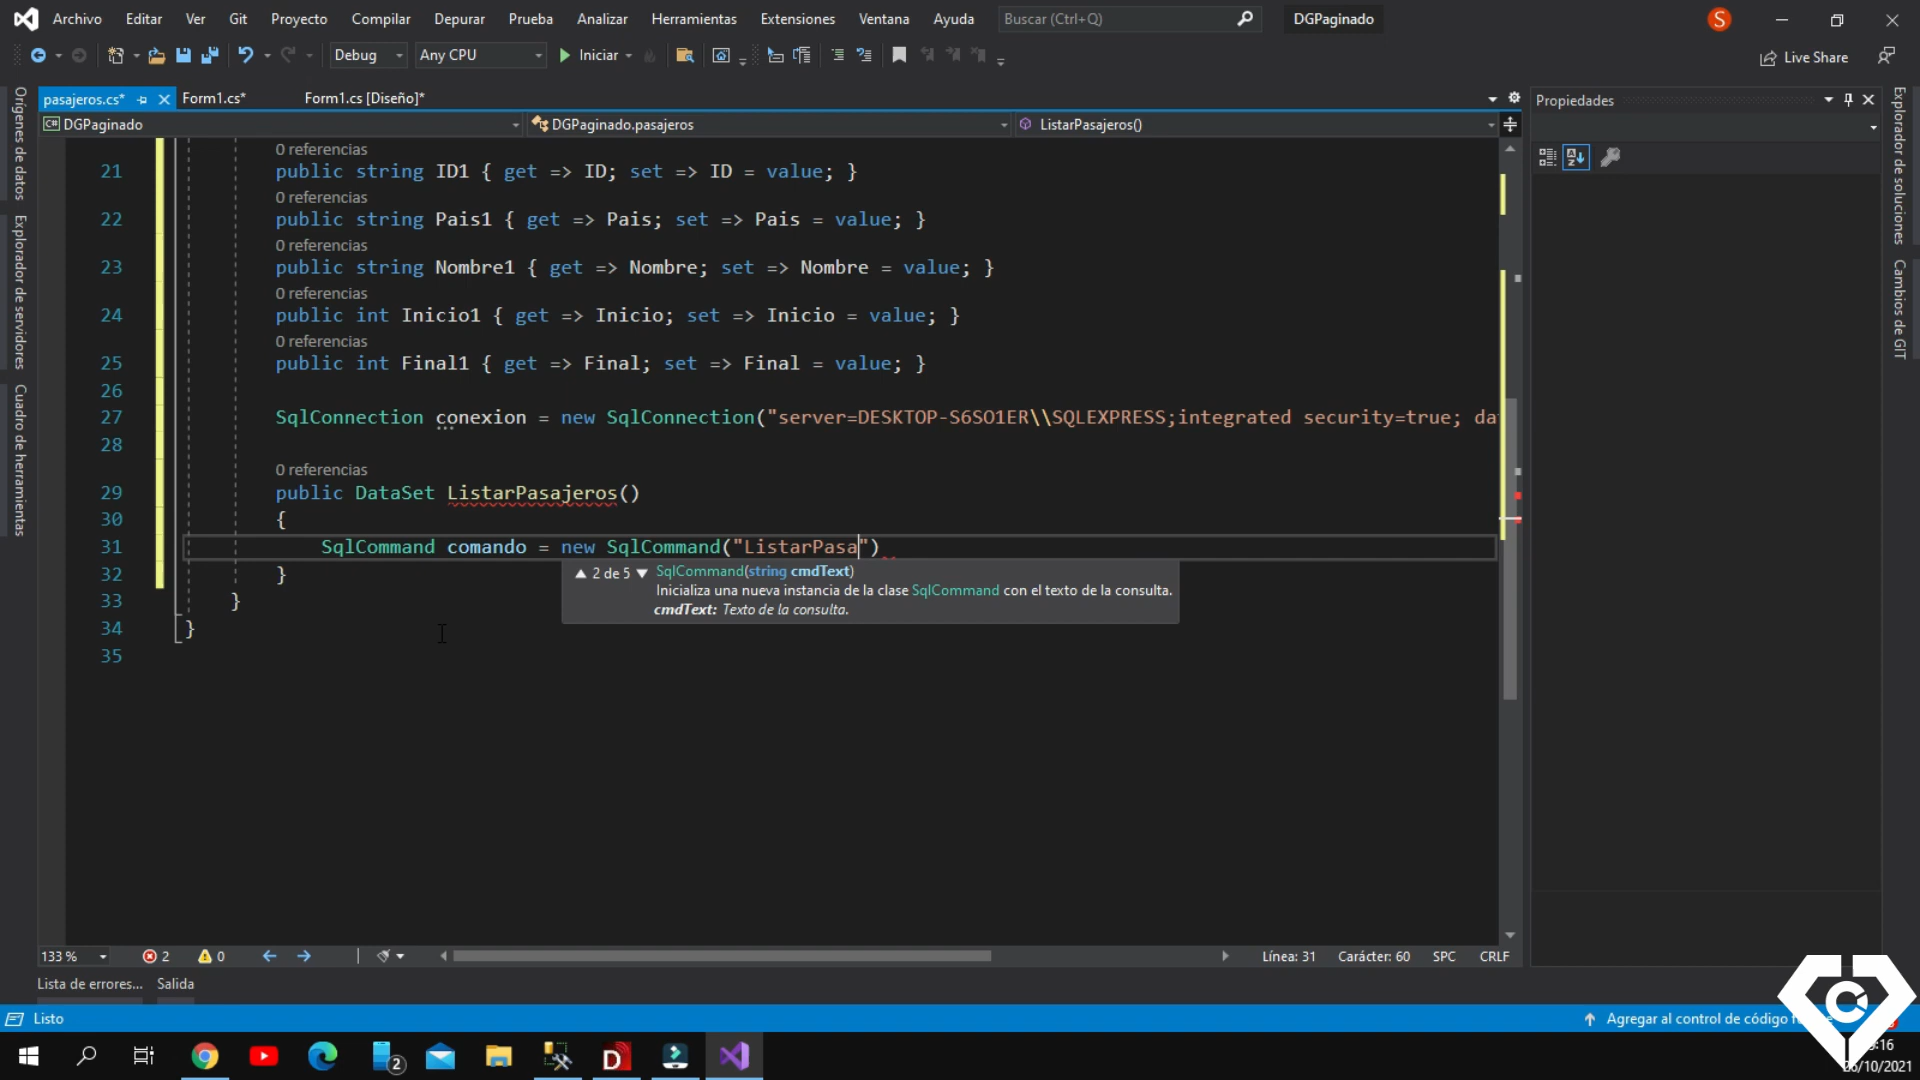 Archivo Editar Ver Git Proyecto Compilar Depurar Prueba Analizar Herramientas Extensiones Ventana Ayuda Buscar (Ctrl+Q) DGPaginado S
Debug Any CPU Iniciar Live Share
pasajeros.cs* Form1.cs* Form1.cs [Diseño]* Propiedades
DGPaginado DGPaginado.pasajeros ListarPasajeros()
Orígenes de datos
Explorador de servidores
Cuadro de herramientas
Explorador de soluciones
Cambios de GIT
0 referencias
21 public string ID1 { get => ID; set => ID = value; }
0 referencias
22 public string Pais1 { get => Pais; set => Pais = value; }
0 referencias
23 public string Nombre1 { get => Nombre; set => Nombre = value; }
0 referencias
24 public int Inicio1 { get => Inicio; set => Inicio = value; }
0 referencias
25 public int Final1 { get => Final; set => Final = value; }
26
27 SqlConnection conexion = new SqlConnection("server=DESKTOP-S6SO1ER\\SQLEXPRESS;integrated security=true; da
28
0 referencias
29 public DataSet ListarPasajeros()
30 {
31 SqlCommand comando = new SqlCommand("ListarPasa")
32 }
33 }
34 }
35
2 de 5 SqlCommand(string cmdText)
Inicializa una nueva instancia de la clase SqlCommand con el texto de la consulta.
cmdText: Texto de la consulta.
133 % 2 0 Línea: 31 Carácter: 60 SPC CRLF
Lista de errores... Salida
Listo Agregar al control de código
2
:16
/10/2021